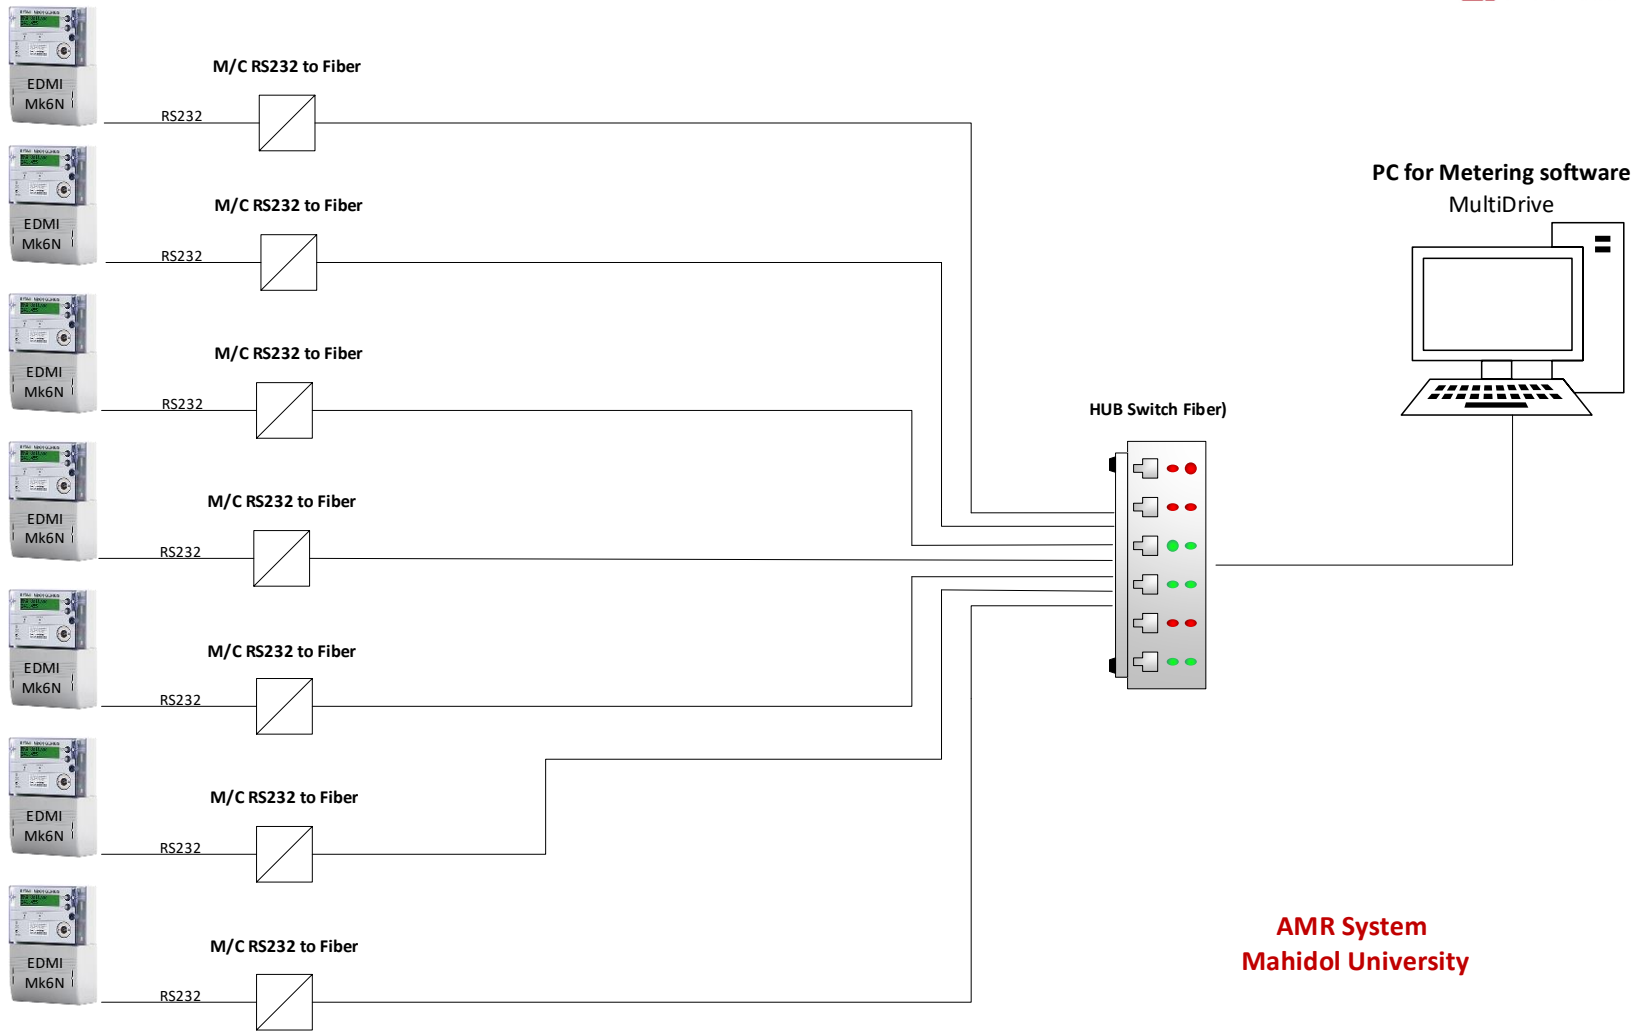 M/C RS232 to Fiber
EDMI
Mk6N
RS232
M/C RS232 to Fiber
EDMI
Mk6N
RS232
M/C RS232 to Fiber
EDMI
Mk6N
RS232
M/C RS232 to Fiber
EDMI
Mk6N
RS232
M/C RS232 to Fiber
EDMI
Mk6N
RS232
M/C RS232 to Fiber
EDMI
Mk6N
RS232
M/C RS232 to Fiber
EDMI
Mk6N
RS232
HUB Switch Fiber)
PC for Metering software
MultiDrive
AMR System
Mahidol University